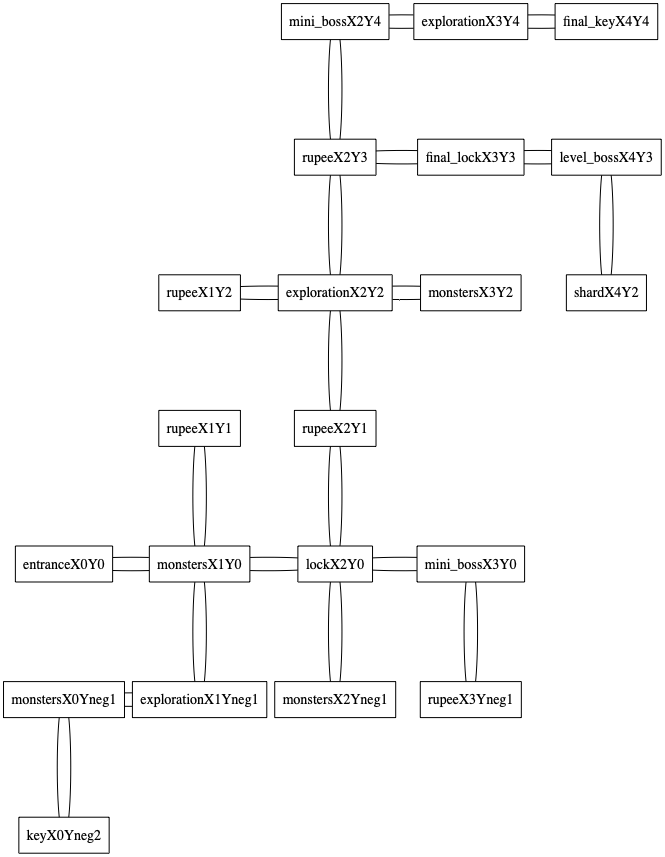 mini_bossX2Y4
explorationX3Y4
final_keyX4Y4
rupeeX2Y3
final_lockX3Y3
level_bossX4Y3
rupeeX1Y2
explorationX2Y2
monstersX3Y2
shardX4Y2
rupeeX1Y1
rupeeX2Y1
entranceX0Y0
monstersX1Y0
lockX2Y0
mini_bossX3Y0
monstersX0Yneg1
explorationX1Yneg1
monstersX2Yneg1
rupeeX3Yneg1
keyX0Yneg2